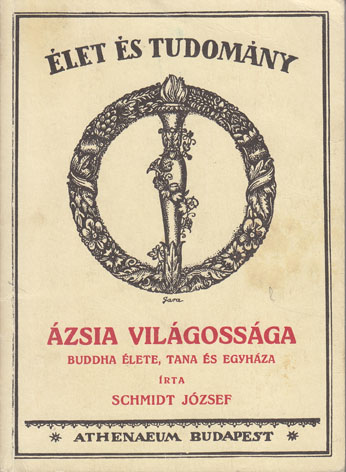 ÉLET ÉS TUDOMÁNY
Jara
ÁZSIA VILÁGOSSÁGA
BUDDHA ÉLETE, TANA ÉS EGYHÁZA
ÍRTA
SCHMIDT JÓZSEF
* ATHENAEUM BUDAPEST *